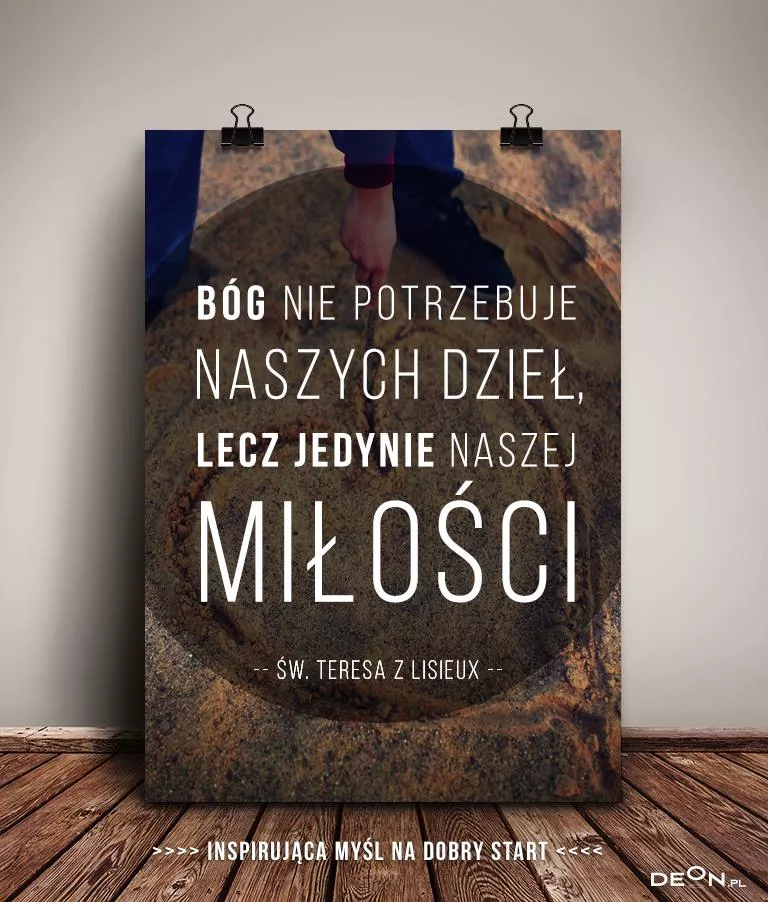 BÓG NIE POTRZEBUJE
NASZYCH DZIEŁ,
LECZ JEDYNIE NASZEJ
MIŁOŚCI
-- ŚW. TERESA Z LISIEUX --
>>>> INSPIRUJĄCA MYŚL NA DOBRY START <<<<
DEON.PL